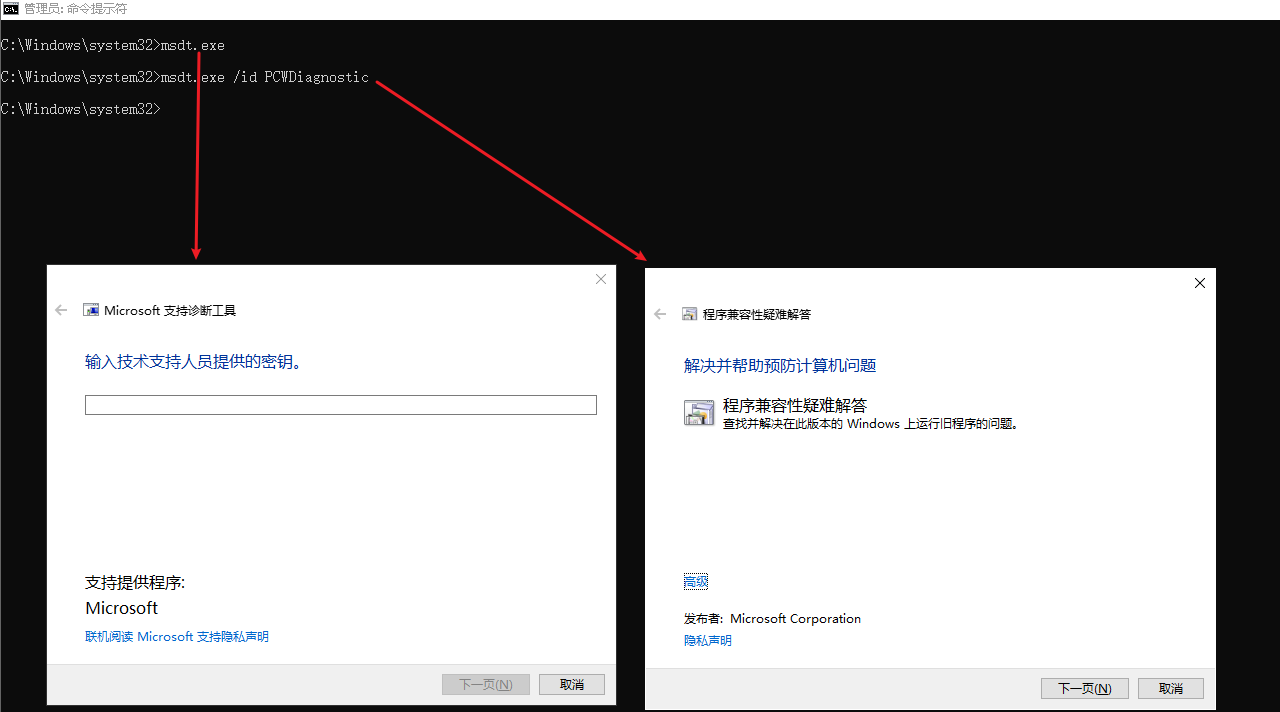 管理员: 命令提示符
C:\Windows\system32>msdt.exe
C:\Windows\system32>msdt.exe /id PCWDiagnostic
C:\Windows\system32>
Microsoft 支持诊断工具
输入技术支持人员提供的密钥。
支持提供程序:
Microsoft
联机阅读 Microsoft 支持隐私声明
下一页(N)
取消
程序兼容性疑难解答
解决并帮助预防计算机问题
程序兼容性疑难解答
查找并解决在此版本的 Windows 上运行旧程序的问题。
高级
发布者: Microsoft Corporation
隐私声明
下一页(N)
取消